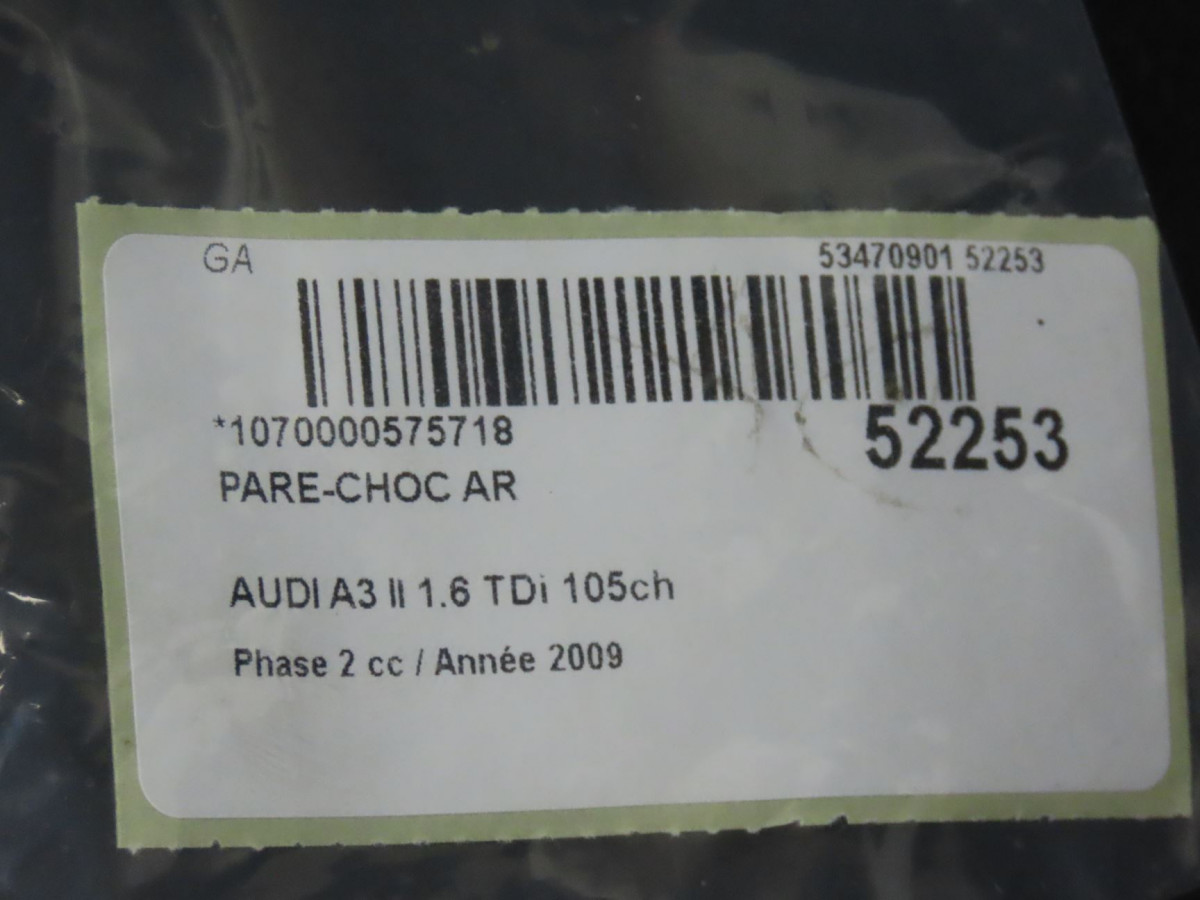 GA 53470901 52253
*1070000575718 52253
PARE-CHOC AR
AUDI A3 II 1.6 TDi 105ch
Phase 2 cc / Année 2009